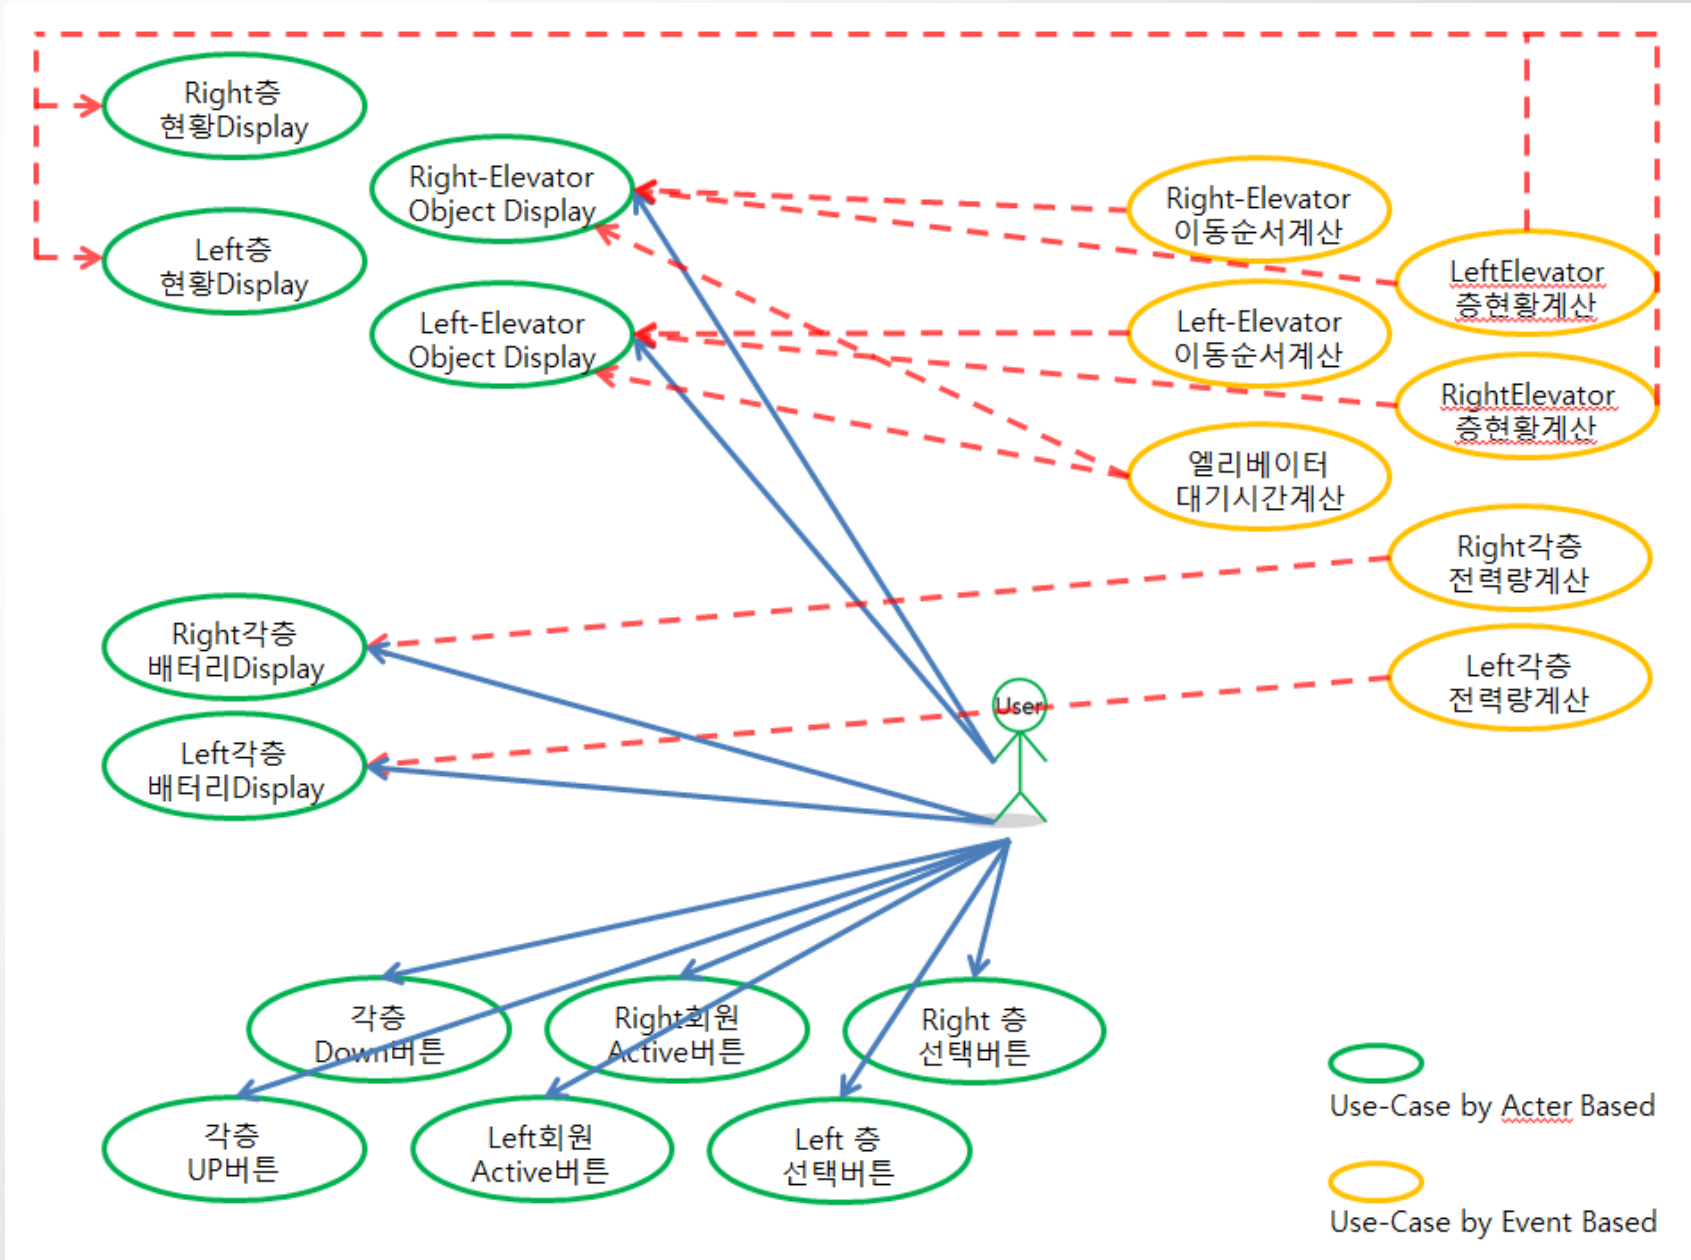 Right층
현황Display
Right-Elevator
Object Display
Right-Elevator
이동순서계산
Left층
현황Display
LeftElevator
층현황계산
Left-Elevator
Object Display
Left-Elevator
이동순서계산
RightElevator
층현황계산
엘리베이터
대기시간계산
Right각층
전력량계산
Right각층
배터리Display
Left각층
전력량계산
User
Left각층
배터리Display
각층
Down버튼
Right회원
Active버튼
Right 층
선택버튼
각층
UP버튼
Left회원
Active버튼
Left 층
선택버튼
Use-Case by Acter Based
Use-Case by Event Based